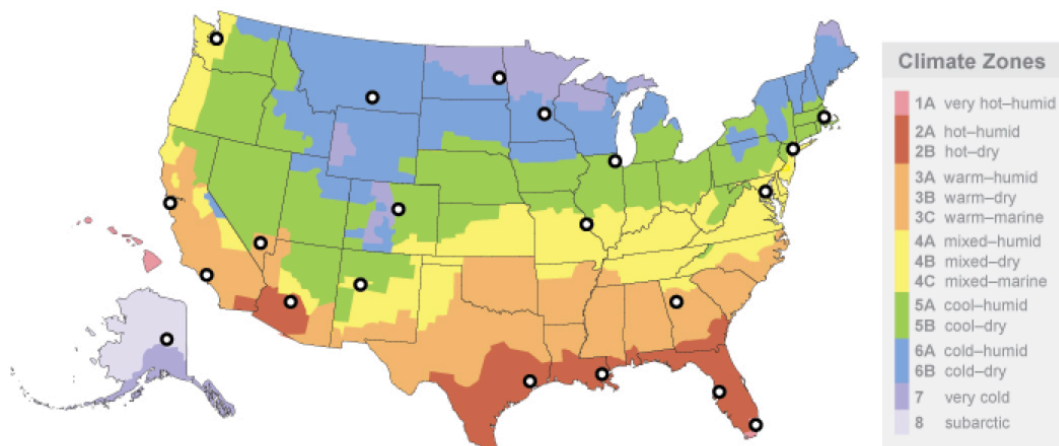 Climate Zones
1A very hot–humid
2A hot–humid
2B hot–dry
3A warm–humid
3B warm–dry
3C warm–marine
4A mixed–humid
4B mixed–dry
4C mixed–marine
5A cool–humid
5B cool–dry
6A cold–humid
6B cold–dry
7 very cold
8 subarctic